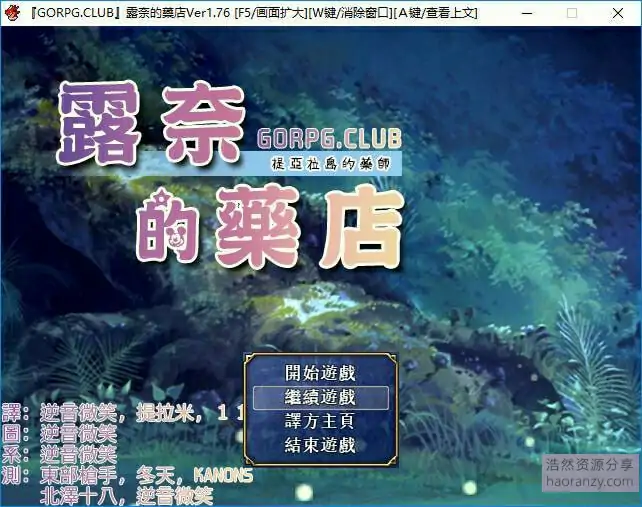 『GORPG.CLUB』露奈的藥店Ver1.76 [F5/画面扩大][W键/消除窗口][A键/查看上文]
露奈
GORPG.CLUB
提亞拉島的藥師
的藥店
開始遊戲
繼續遊戲
譯方主頁
結束遊戲
譯：逆音微笑，提拉米，11
圖：逆音微笑
系：逆音微笑
測：東部槍手，冬天，KANONS
北澤十八，逆音微笑
浩然资源分享
haoranzy.com